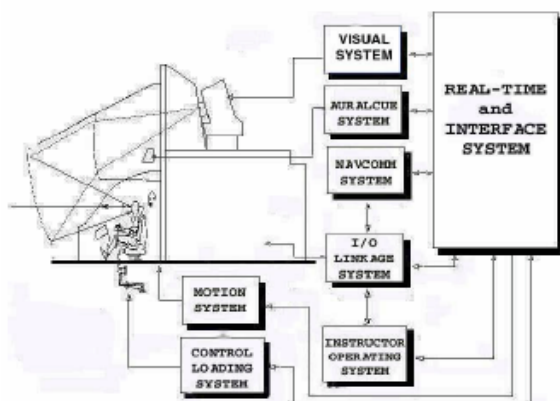 VISUAL
SYSTEM
AURALCUE
SYSTEM
NAVCOMM
SYSTEM
I/O
LINKAGE
SYSTEM
INSTRUCTOR
OPERATING
SYSTEM
MOTION
SYSTEM
CONTROL
LOADING
SYSTEM
REAL-TIME
and
INTERFACE
SYSTEM